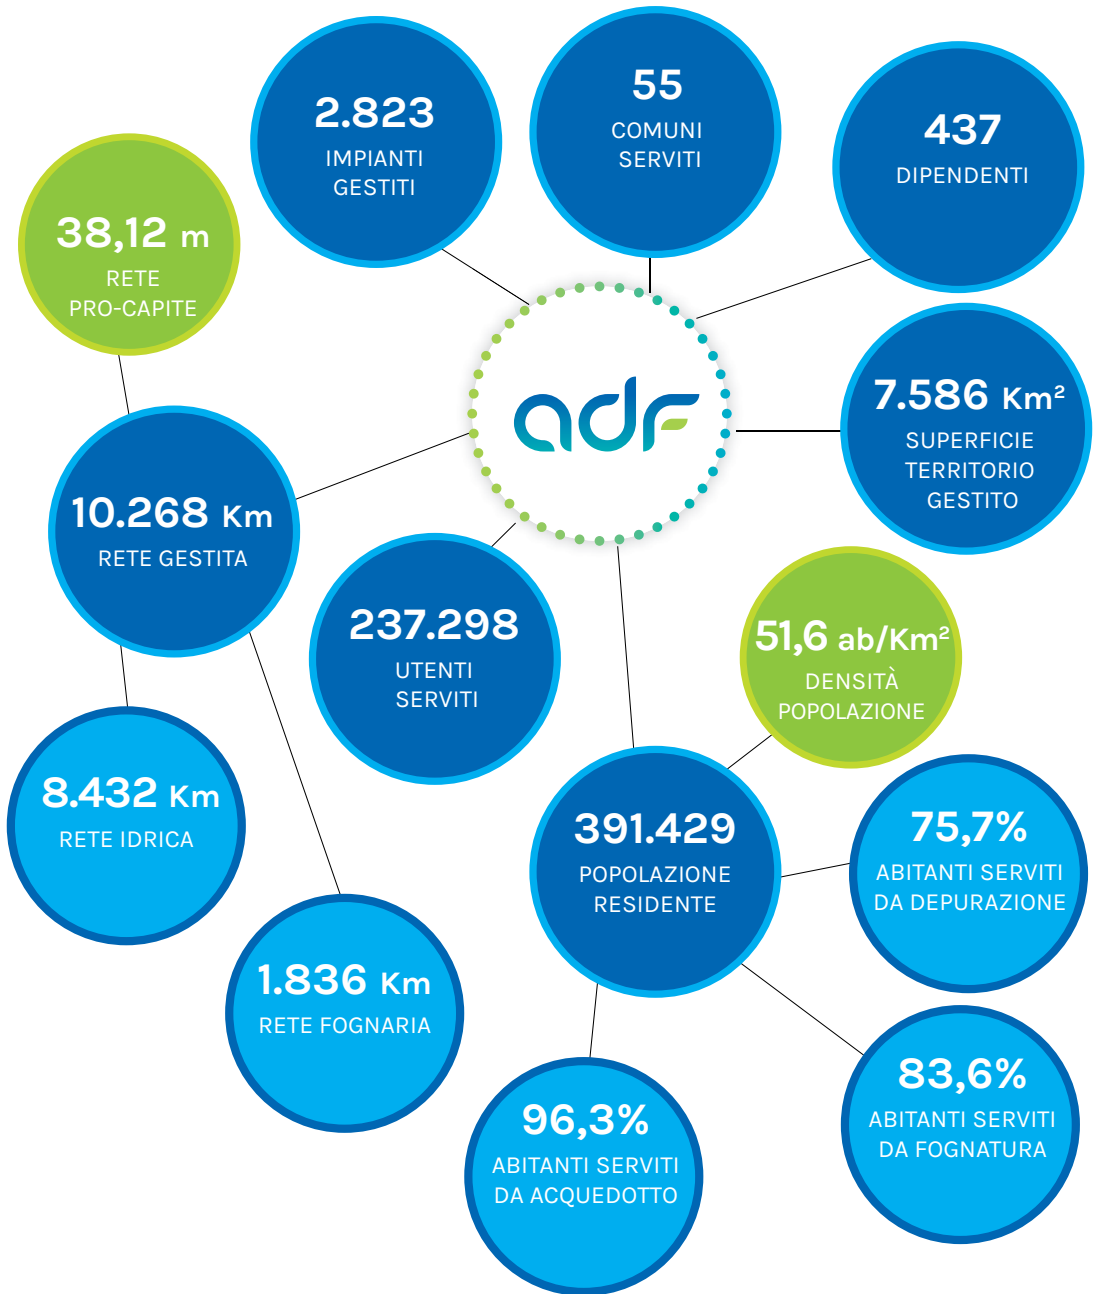 2.823
IMPIANTI
GESTITI
55
COMUNI
SERVITI
437
DIPENDENTI
38,12 m
RETE
PRO-CAPITE
adf
7.586 Km²
SUPERFICIE
TERRITORIO
GESTITO
10.268 Km
RETE GESTITA
237.298
UTENTI
SERVITI
51,6 ab/Km²
DENSITÀ
POPOLAZIONE
8.432 Km
RETE IDRICA
391.429
POPOLAZIONE
RESIDENTE
75,7%
ABITANTI SERVITI
DA DEPURAZIONE
1.836 Km
RETE FOGNARIA
83,6%
ABITANTI SERVITI
DA FOGNATURA
96,3%
ABITANTI SERVITI
DA ACQUEDOTTO